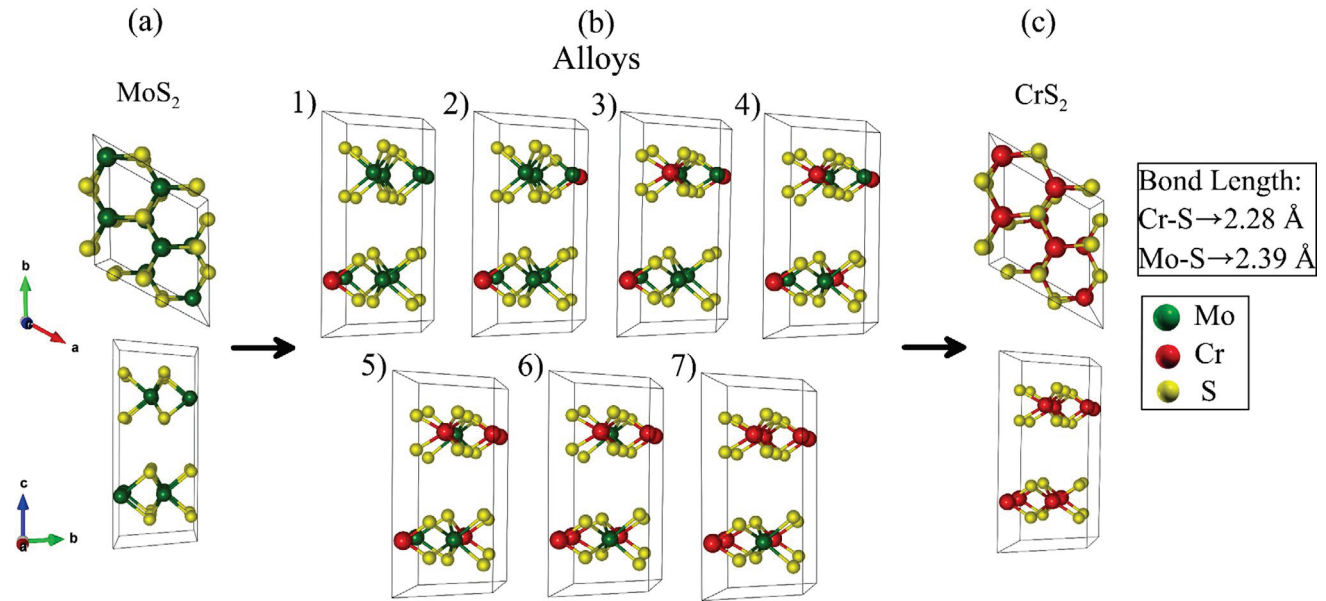 (a)
(b)
(c)
Alloys
MoS2
CrS2
1)
2)
3)
4)
5)
6)
7)
Bond Length:
Cr-S→2.28 Å
Mo-S→2.39 Å
Mo
Cr
S
b
c
a
c
a
b